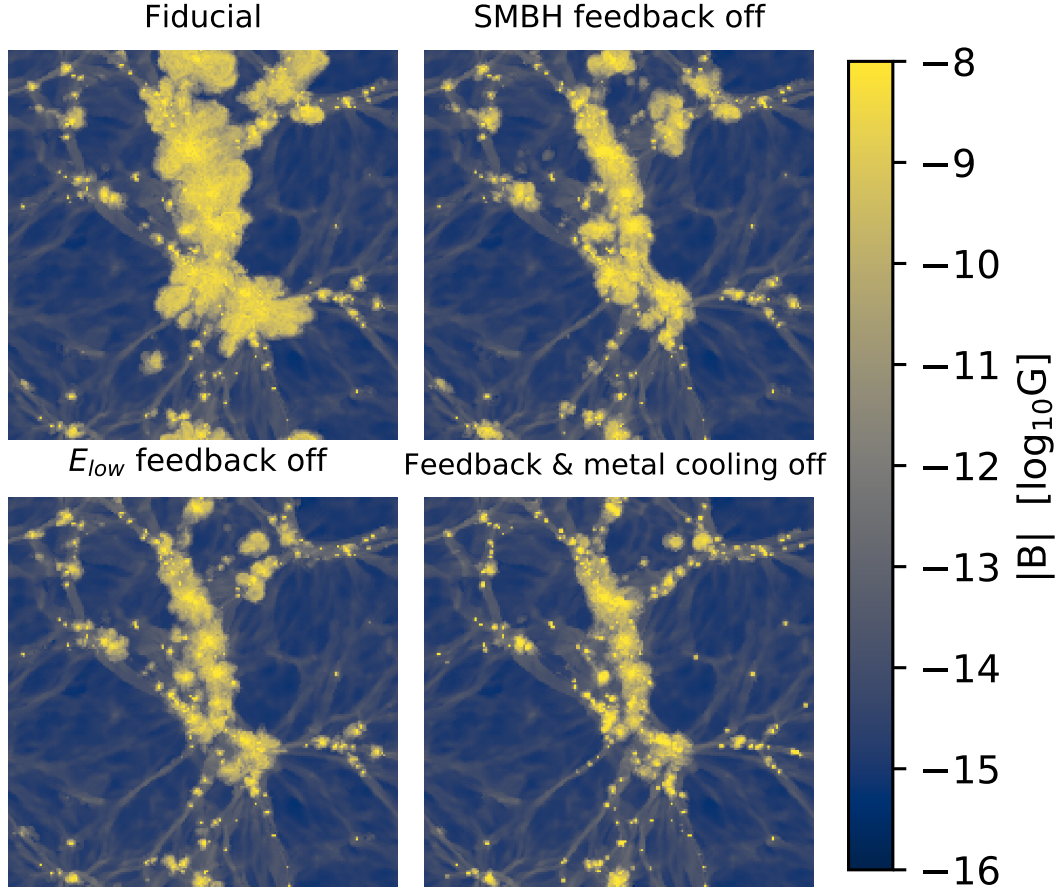 Fiducial
SMBH feedback off
E_low feedback off
Feedback & metal cooling off
−8
−9
−10
−11
−12
−13
−14
−15
−16
|B| [log₁₀G]